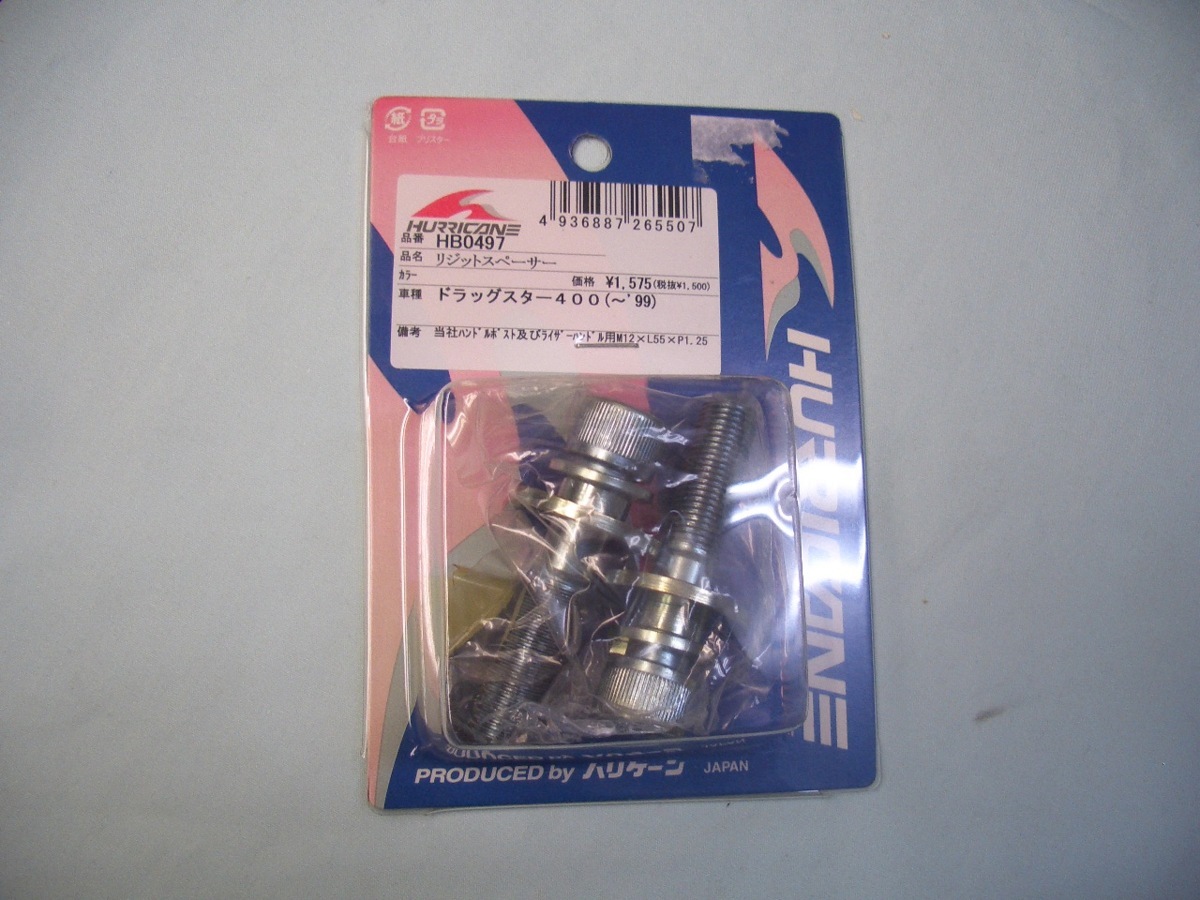 紙 プラ
台紙 ブリスター
HURRICANE
4 936887 265507
品番 HB0497
品名 リジットスペーサー
カラー
価格 ¥1,575(税抜¥1,500)
車種 ドラッグスター400(〜'99)
備考 当社ﾊﾝﾄﾞﾙﾎﾟｽﾄ及びﾗｲｻﾞｰﾊﾝﾄﾞﾙ用M12×L55×P1.25
HURRICANE
PRODUCED by ハリケーン JAPAN